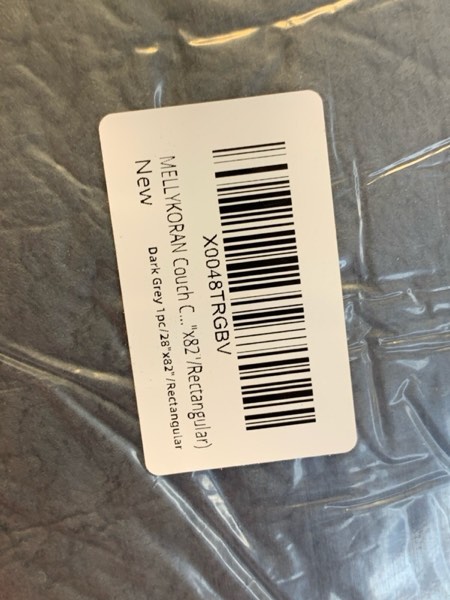 X0048TRGBV
MELLYKORAN Couch C... "x82'/Rectangular)
New
Dark Grey 1pc/28"x82"/Rectangular